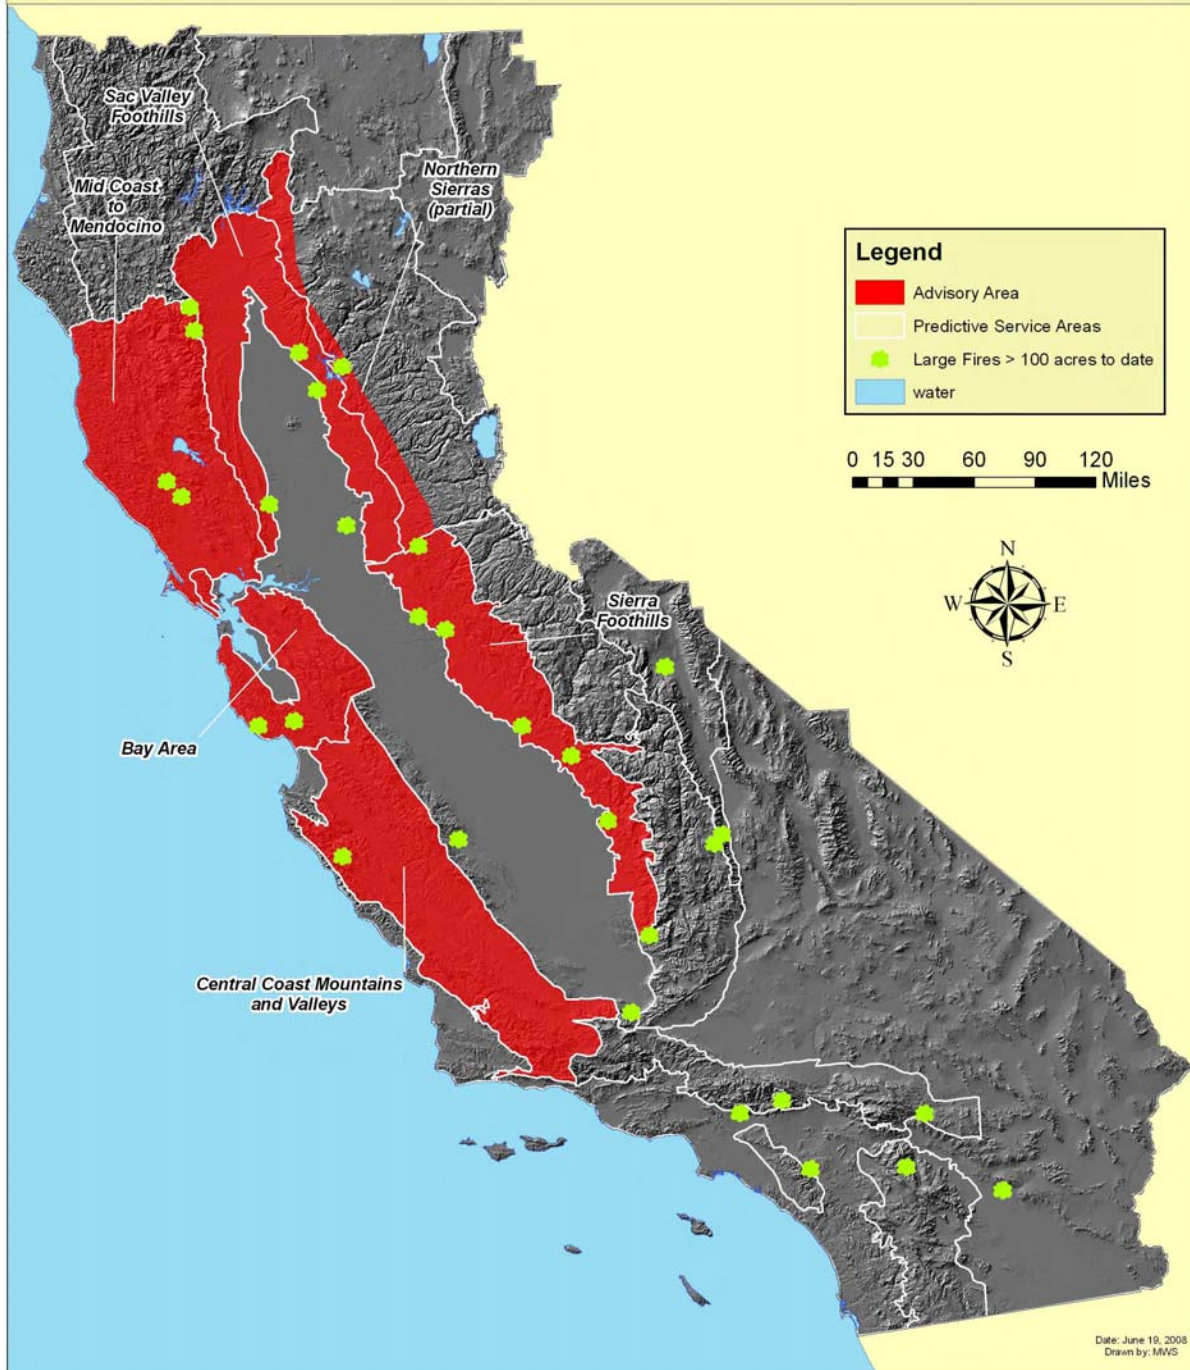 Sac Valley
Foothills
Mid Coast
to
Mendocino
Northern
Sierras
(partial)
Legend
Advisory Area
Predictive Service Areas
Large Fires > 100 acres to date
water
0 15 30 60 90 120
Miles
N
W E
S
Sierra
Foothills
Bay Area
Central Coast Mountains
and Valleys
Date: June 19, 2008
Drawn by: MWS